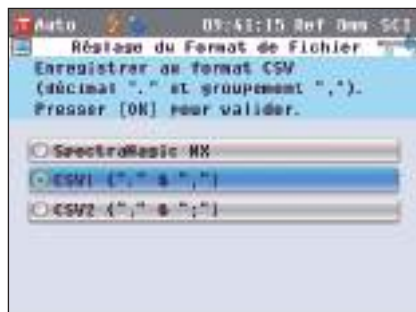 Auto 09:41:15 Ref 0mm SCI
Réglage du Format de Fichier
Enregistrer au format CSV
(décimal "." et groupement ",").
Presser [OK] pour valider.
SpectraMagic NX
CSV1 ("." & ",")
CSV2 ("," & ";")